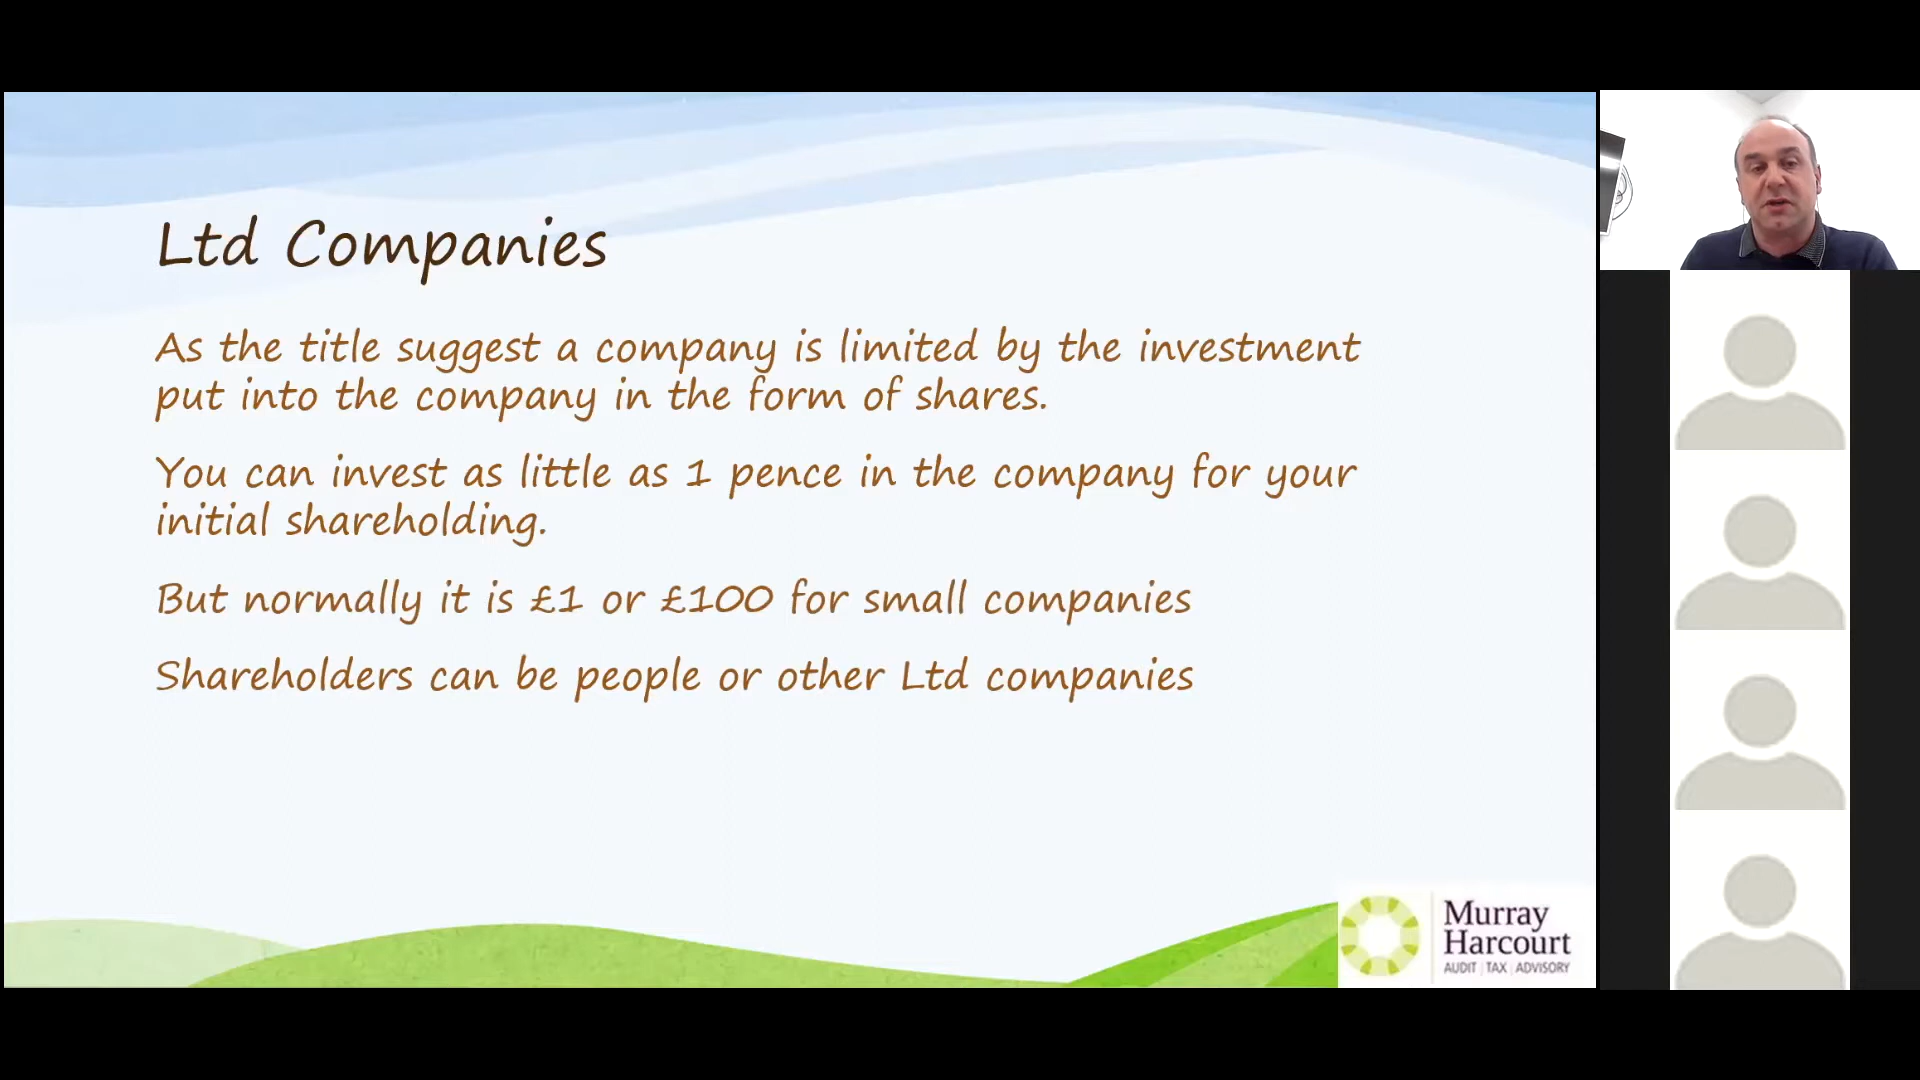 Ltd Companies
As the title suggest a company is limited by the investment
put into the company in the form of shares.
You can invest as little as 1 pence in the company for your
initial shareholding.
But normally it is £1 or £100 for small companies
Shareholders can be people or other Ltd companies
Murray
Harcourt
AUDIT | TAX | ADVISORY